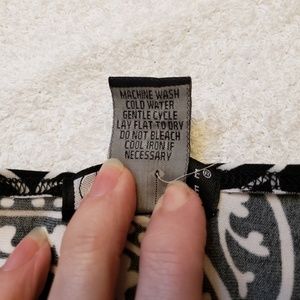 MACHINE WASH
COLD WATER
GENTLE CYCLE
LAY FLAT TO DRY
DO NOT BLEACH
COOL IRON IF
NECESSARY
®